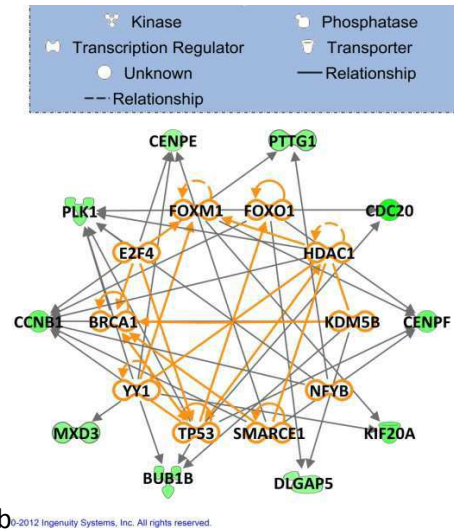 Kinase Phosphatase
Transcription Regulator Transporter
Unknown Relationship
Relationship
CENPE PTTG1
PLK1 FOXM1 FOXO1 CDC20
E2F4 HDAC1
CCNB1 BRCA1 KDM5B CENPF
YY1 NFYB
MXD3 TP53 SMARCE1 KIF20A
BUB1B DLGAP5
b 0-2012 Ingenuity Systems, Inc. All rights reserved.